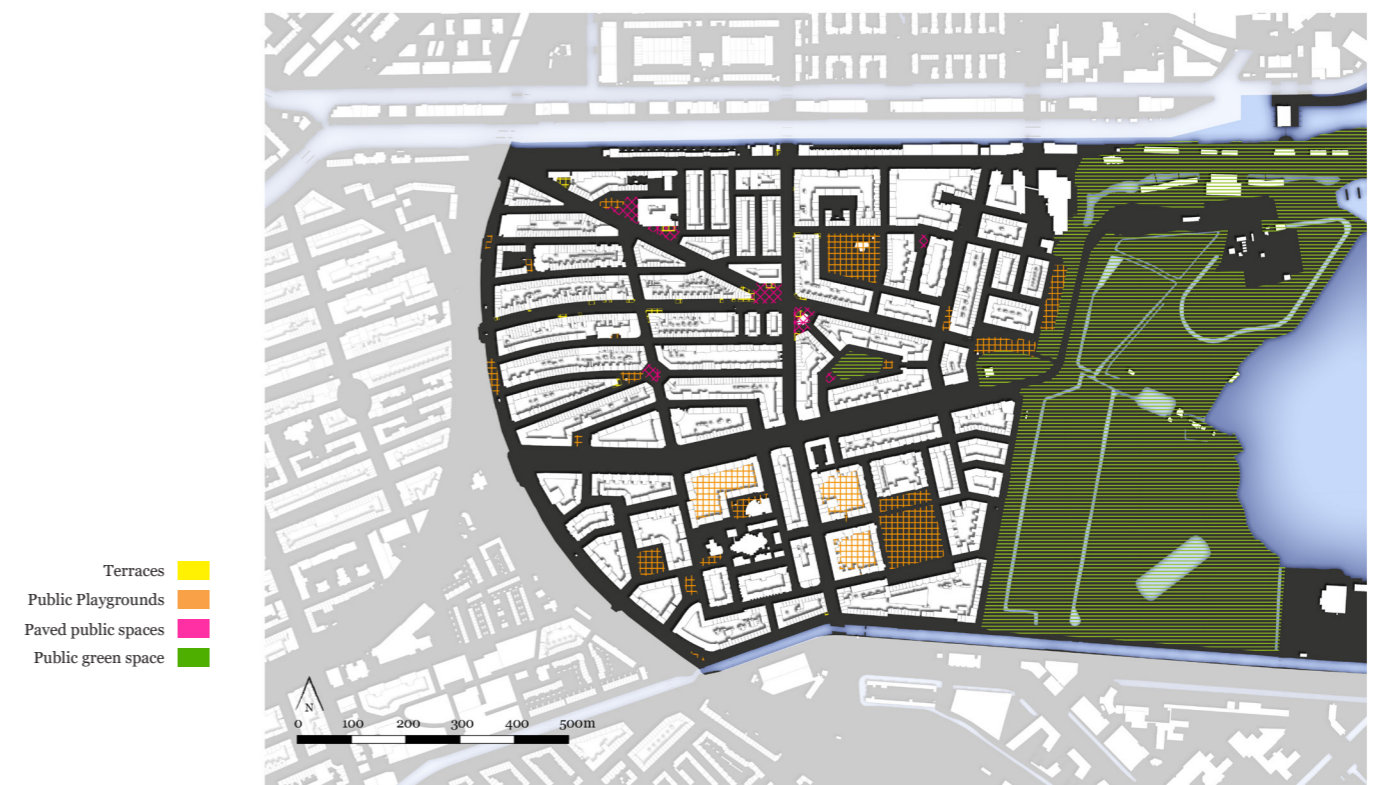 Terraces
Public Playgrounds
Paved public spaces
Public green space
N
0 100 200 300 400 500m